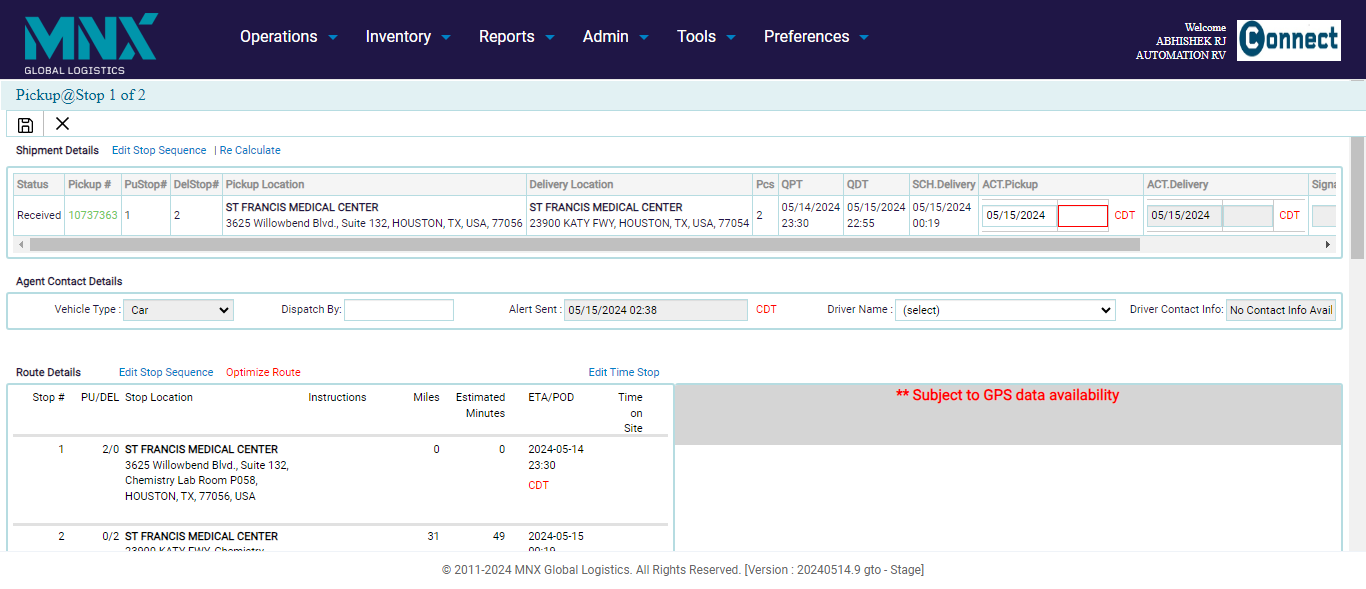 MNX
GLOBAL LOGISTICS
Operations Inventory Reports Admin Tools Preferences
Welcome
ABHISHEK RJ
AUTOMATION RV
Connect
Pickup@Stop 1 of 2
Shipment Details Edit Stop Sequence | Re Calculate
Status Pickup # PuStop# DelStop# Pickup Location Delivery Location Pcs QPT QDT SCH.Delivery ACT.Pickup ACT.Delivery
Received 10737363 1 2 ST FRANCIS MEDICAL CENTER ST FRANCIS MEDICAL CENTER 2 05/14/2024 05/15/2024 05/15/2024 05/15/2024 CDT 05/15/2024 CDT
3625 Willowbend Blvd., Suite 132, HOUSTON, TX, USA, 77056 23900 KATY FWY, HOUSTON, TX, USA, 77054 23:30 22:55 00:19
Agent Contact Details
Vehicle Type : Car Dispatch By: Alert Sent : 05/15/2024 02:38 CDT Driver Name : (select) Driver Contact Info: No Contact Info Avail
Route Details Edit Stop Sequence Optimize Route Edit Time Stop
Stop # PU/DEL Stop Location Instructions Miles Estimated Minutes ETA/POD Time on Site
** Subject to GPS data availability
1 2/0 ST FRANCIS MEDICAL CENTER 0 0 2024-05-14
3625 Willowbend Blvd., Suite 132, 23:30
Chemistry Lab Room P058, CDT
HOUSTON, TX, 77056, USA
2 0/2 ST FRANCIS MEDICAL CENTER 31 49 2024-05-15
23900 KATY FWY, Chemistry 00:19
© 2011-2024 MNX Global Logistics. All Rights Reserved. [Version : 20240514.9 gto - Stage]